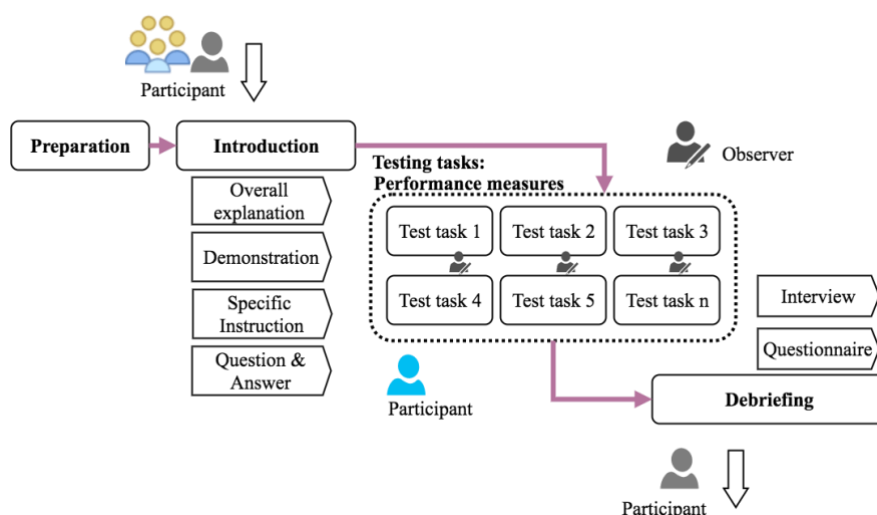 Participant
Preparation
Introduction
Overall
explanation
Demonstration
Specific
Instruction
Question &
Answer
Observer
Testing tasks:
Performance measures
Test task 1
Test task 2
Test task 3
Test task 4
Test task 5
Test task n
Participant
Interview
Questionnaire
Debriefing
Participant